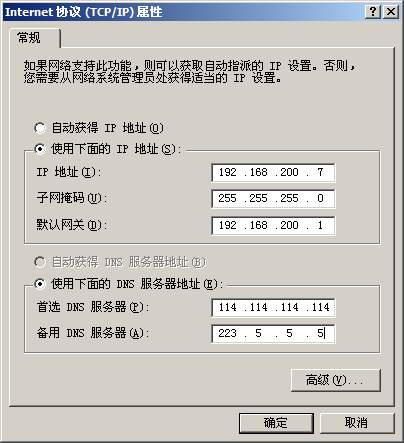 Internet 协议 (TCP/IP) 属性
常规
如果网络支持此功能，则可以获取自动指派的 IP 设置。否则，
您需要从网络系统管理员处获得适当的 IP 设置。
自动获得 IP 地址(O)
使用下面的 IP 地址(S):
IP 地址(I): 192 .168 .200 . 7
子网掩码(U): 255 .255 .255 . 0
默认网关(D): 192 .168 .200 . 1
自动获得 DNS 服务器地址(B)
使用下面的 DNS 服务器地址(E):
首选 DNS 服务器(P): 114 .114 .114 .114
备用 DNS 服务器(A): 223 . 5 . 5 . 5
高级(V)...
确定 取消